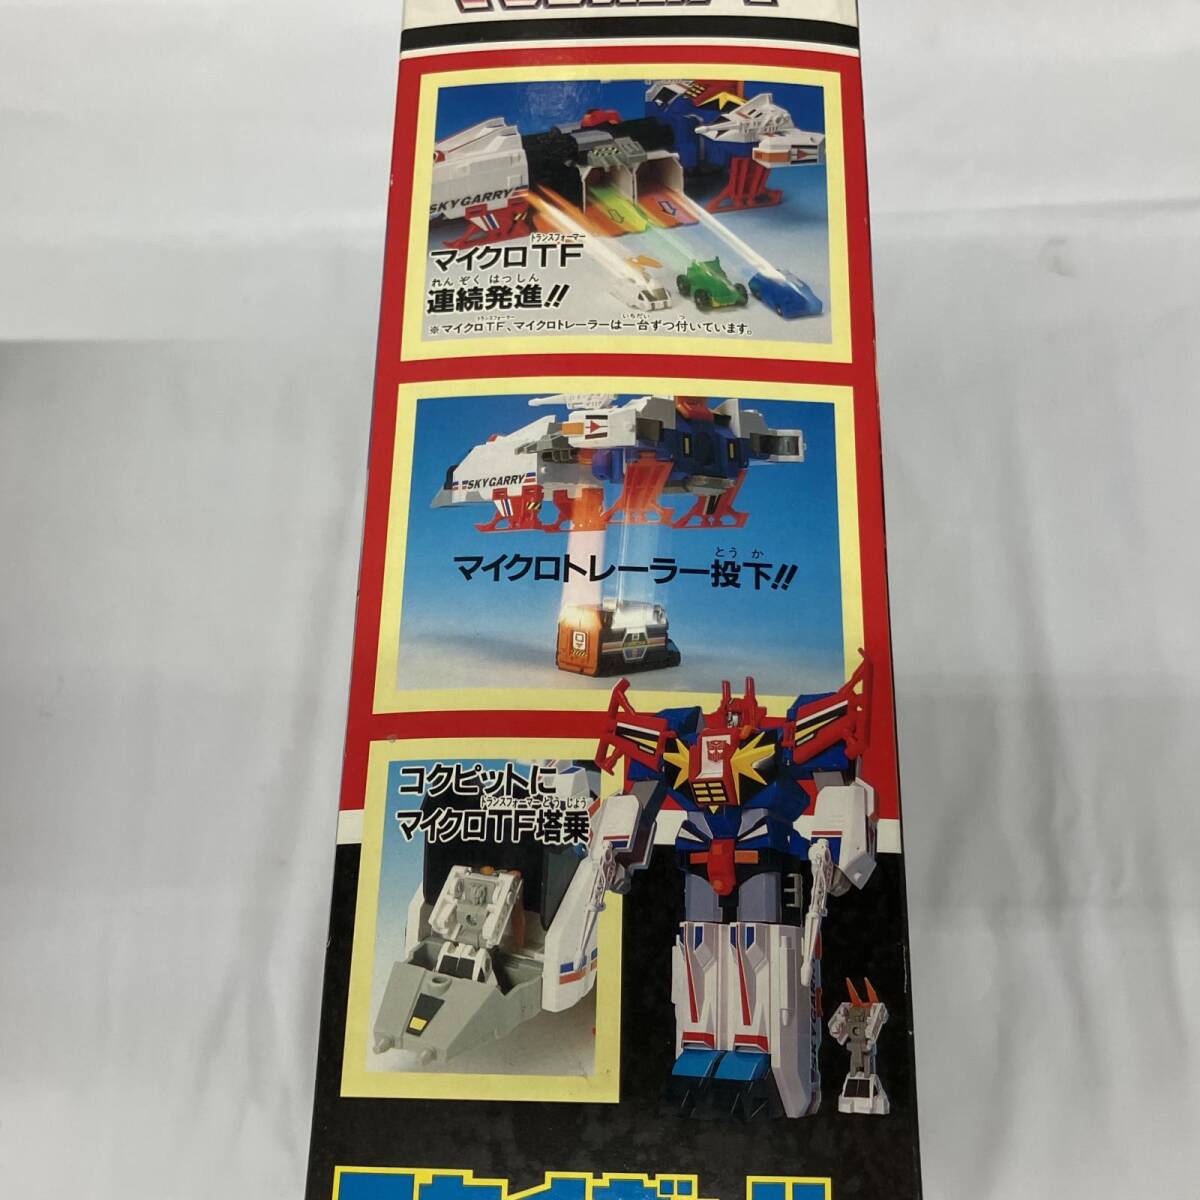 SKYGARRY
トランスフォーマー
マイクロTF
れんぞくはっしん
連続発進!!
トランスフォーマー いちだい つ
※マイクロTF、マイクロトレーラーは一台ずつ付いています。
SKYGARRY
とうか
マイクロトレーラー投下!!
コクピットに
トランスフォーマーとうじょう
マイクロTF塔乗